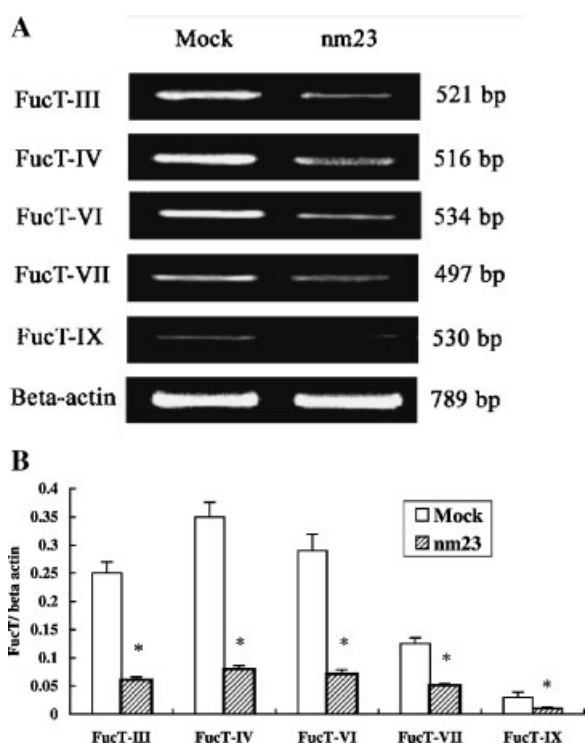 A
Mock nm23
FucT-III 521 bp
FucT-IV 516 bp
FucT-VI 534 bp
FucT-VII 497 bp
FucT-IX 530 bp
Beta-actin 789 bp
B
FucT/ beta actin
0.4
0.35
0.3
0.25
0.2
0.15
0.1
0.05
0
Mock
nm23
* * * * *
FucT-III FucT-IV FucT-VI FucT-VII FucT-IX